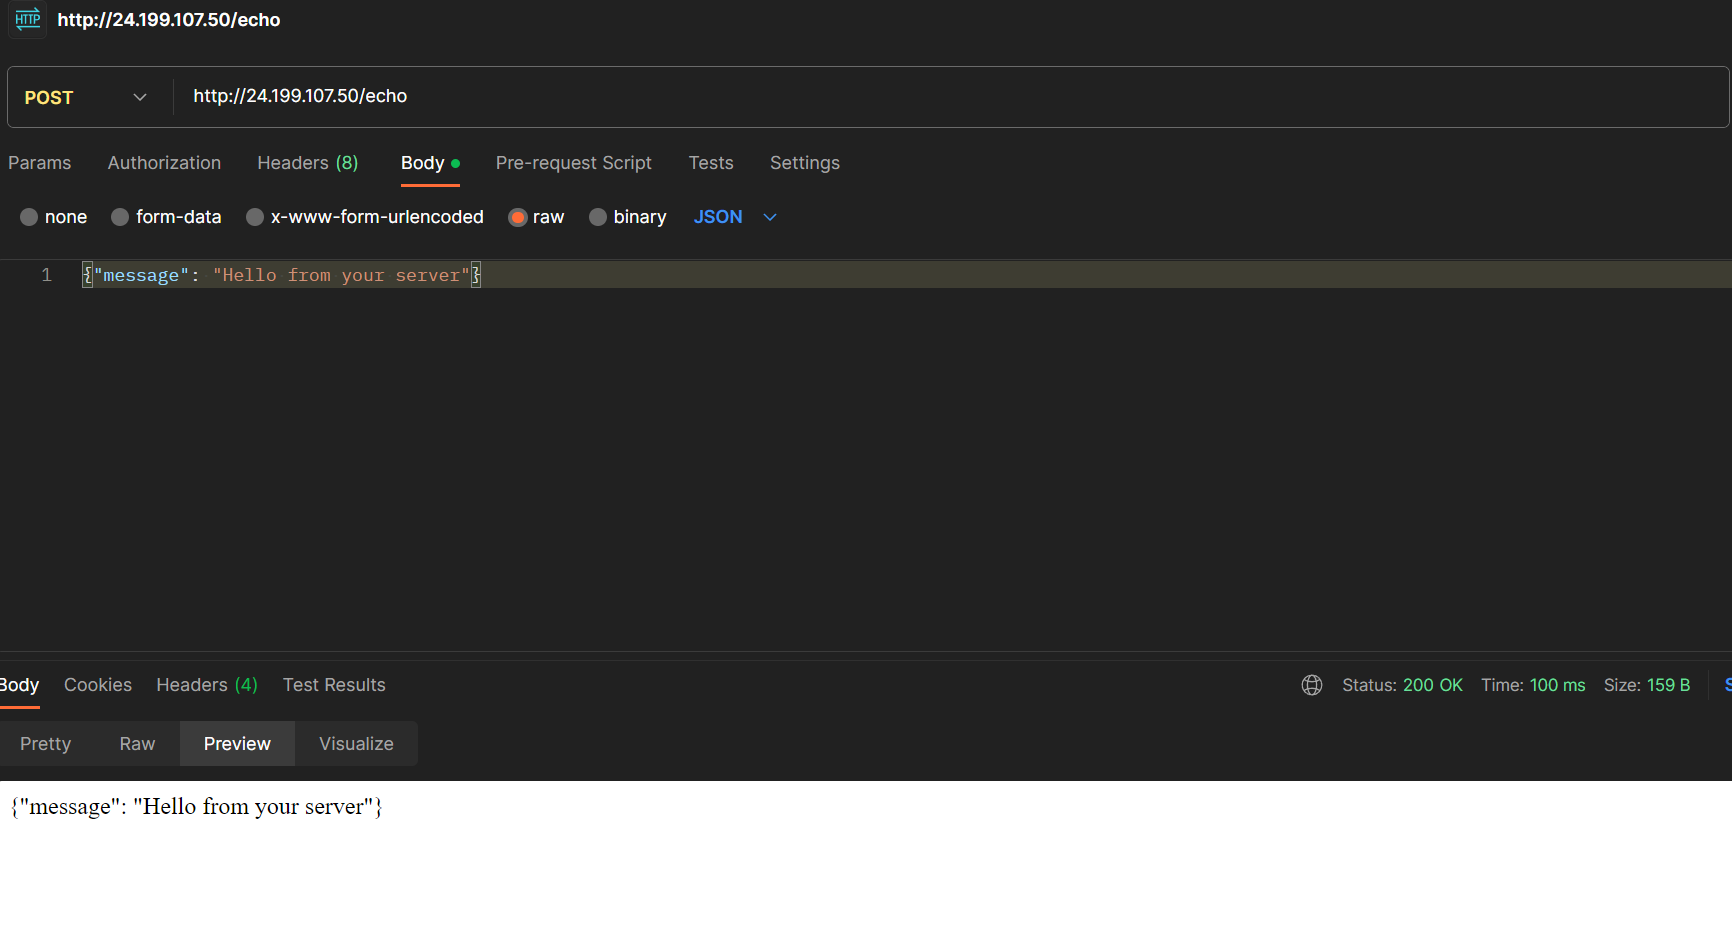 HTTP http://24.199.107.50/echo
POST http://24.199.107.50/echo
Params Authorization Headers (8) Body Pre-request Script Tests Settings
none form-data x-www-form-urlencoded raw binary JSON
1 {"message": "Hello from your server"}
Body Cookies Headers (4) Test Results Status: 200 OK Time: 100 ms Size: 159 B
Pretty Raw Preview Visualize
{"message": "Hello from your server"}